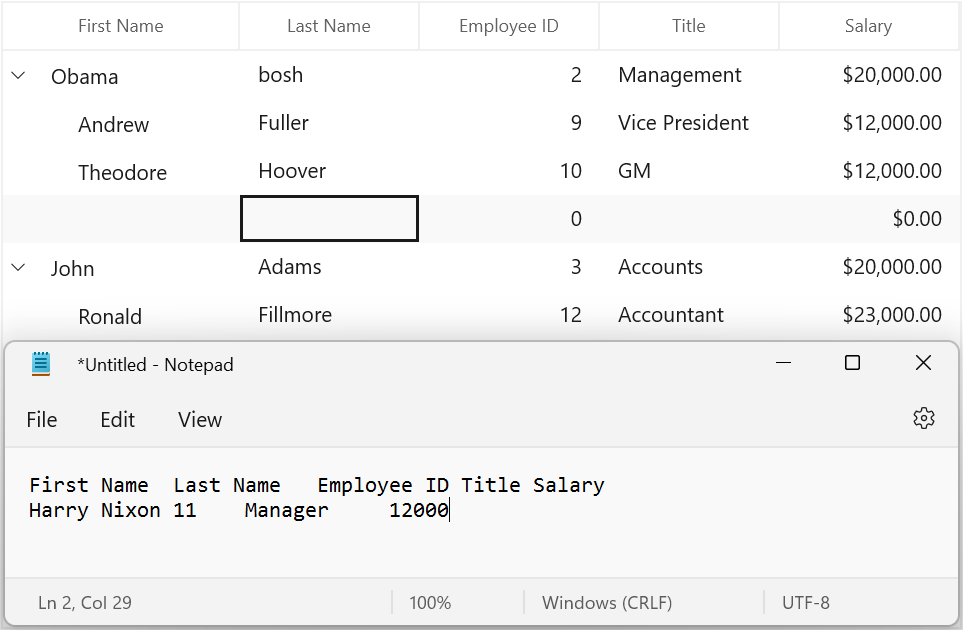 First Name Last Name Employee ID Title Salary
Obama bosh 2 Management $20,000.00
Andrew Fuller 9 Vice President $12,000.00
Theodore Hoover 10 GM $12,000.00
0 $0.00
John Adams 3 Accounts $20,000.00
Ronald Fillmore 12 Accountant $23,000.00
*Untitled - Notepad
File Edit View
First Name Last Name Employee ID Title Salary
Harry Nixon 11 Manager 12000
Ln 2, Col 29 100% Windows (CRLF) UTF-8